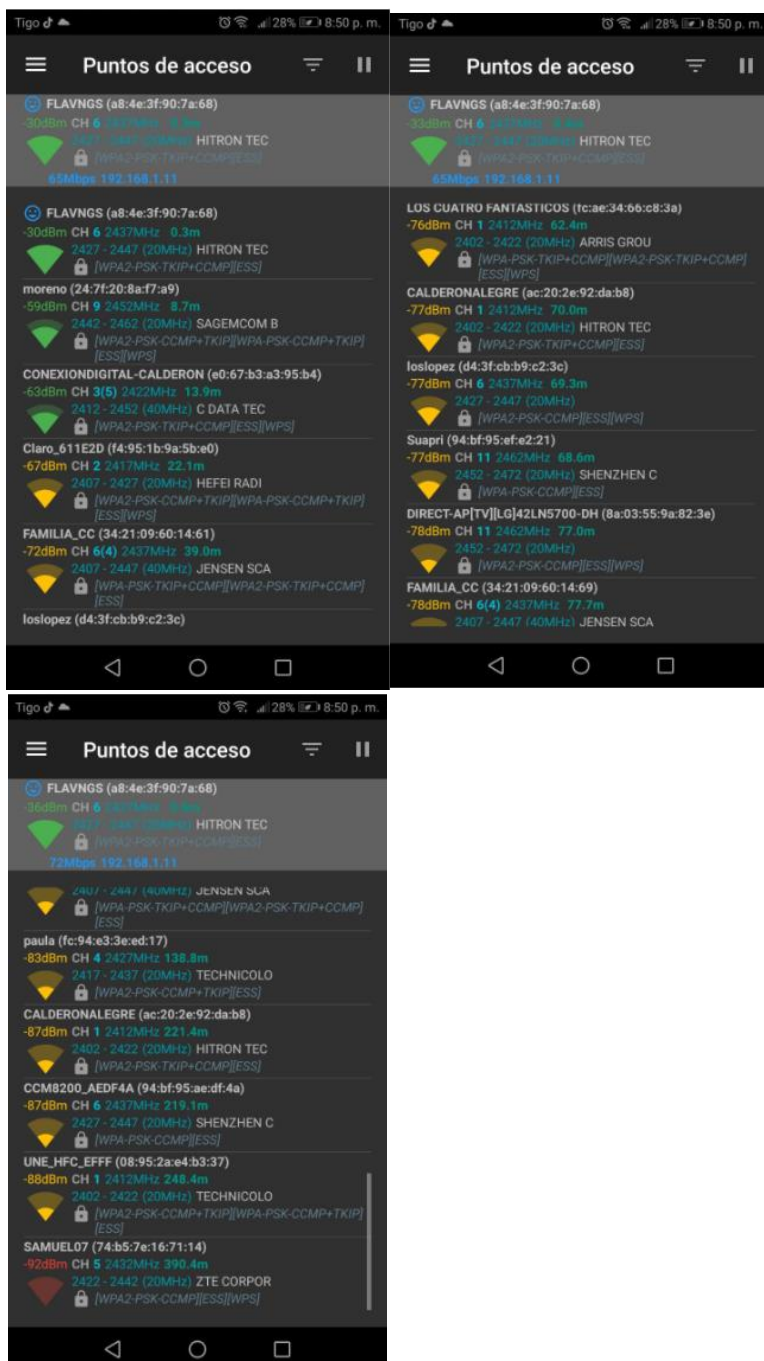 Tigo
28% 8:50 p. m.
Puntos de acceso
FLAVNGS (a8:4e:3f:90:7a:68)
-30dBm CH 6 2437MHz
HITRON TEC
[WPA2-PSK-TKIP+CCMP][ESS]
65Mbps 192.168.1.11
FLAVNGS (a8:4e:3f:90:7a:68)
-30dBm CH 6 2437MHz 0.3m
2427 - 2447 (20MHz) HITRON TEC
[WPA2-PSK-TKIP+CCMP][ESS]
moreno (24:7f:20:8a:f7:a9)
-59dBm CH 9 2452MHz 8.7m
2442 - 2462 (20MHz) SAGEMCOM B
[WPA2-PSK-CCMP+TKIP][WPA-PSK-CCMP+TKIP]
[ESS][WPS]
CONEXIONDIGITAL-CALDERON (e0:67:b3:a3:95:b4)
-63dBm CH 3(5) 2422MHz 13.9m
2412 - 2452 (40MHz) C DATA TEC
[WPA2-PSK-TKIP+CCMP][ESS][WPS]
Claro_611E2D (f4:95:1b:9a:5b:e0)
-67dBm CH 2 2417MHz 22.1m
2407 - 2427 (20MHz) HEFEI RADI
[WPA2-PSK-CCMP+TKIP][WPA-PSK-CCMP+TKIP]
[ESS][WPS]
FAMILIA_CC (34:21:09:60:14:61)
-72dBm CH 6(4) 2437MHz 39.0m
2407 - 2447 (40MHz) JENSEN SCA
[WPA-PSK-TKIP+CCMP][WPA2-PSK-TKIP+CCMP]
[ESS]
loslopez (d4:3f:cb:b9:c2:3c)
Tigo
28% 8:50 p. m.
Puntos de acceso
FLAVNGS (a8:4e:3f:90:7a:68)
-33dBm CH 6 2437MHz
HITRON TEC
[WPA2-PSK-TKIP+CCMP][ESS]
65Mbps 192.168.1.11
LOS CUATRO FANTASTICOS (fc:ae:34:66:c8:3a)
-76dBm CH 1 2412MHz 62.4m
2402 - 2422 (20MHz) ARRIS GROU
[WPA-PSK-TKIP+CCMP][WPA2-PSK-TKIP+CCMP]
[ESS][WPS]
CALDERONALEGRE (ac:20:2e:92:da:b8)
-77dBm CH 1 2412MHz 70.0m
2402 - 2422 (20MHz) HITRON TEC
[WPA2-PSK-TKIP+CCMP][ESS]
loslopez (d4:3f:cb:b9:c2:3c)
-77dBm CH 6 2437MHz 69.3m
2427 - 2447 (20MHz)
[WPA2-PSK-CCMP][ESS][WPS]
Suapri (94:bf:95:ef:e2:21)
-77dBm CH 11 2462MHz 68.6m
2452 - 2472 (20MHz) SHENZHEN C
[WPA-PSK-CCMP][ESS]
DIRECT-AP[TV][LG]42LN5700-DH (8a:03:55:9a:82:3e)
-78dBm CH 11 2462MHz 77.0m
2452 - 2472 (20MHz)
[WPA2-PSK-CCMP][ESS][WPS]
FAMILIA_CC (34:21:09:60:14:69)
-78dBm CH 6(4) 2437MHz 77.7m
2407 - 2447 (40MHz) JENSEN SCA
Tigo
28% 8:50 p. m.
Puntos de acceso
FLAVNGS (a8:4e:3f:90:7a:68)
-36dBm CH 6 2437MHz
HITRON TEC
[WPA2-PSK-TKIP+CCMP][ESS]
72Mbps 192.168.1.11
2407 - 2447 (40MHz) JENSEN SCA
[WPA-PSK-TKIP+CCMP][WPA2-PSK-TKIP+CCMP]
[ESS]
paula (fc:94:e3:3e:ed:17)
-83dBm CH 4 2427MHz 138.8m
2417 - 2437 (20MHz) TECHNICOLO
[WPA2-PSK-CCMP+TKIP][ESS]
CALDERONALEGRE (ac:20:2e:92:da:b8)
-87dBm CH 1 2412MHz 221.4m
2402 - 2422 (20MHz) HITRON TEC
[WPA2-PSK-TKIP+CCMP][ESS]
CCM8200_AEDF4A (94:bf:95:ae:df:4a)
-87dBm CH 6 2437MHz 219.1m
2427 - 2447 (20MHz) SHENZHEN C
[WPA-PSK-CCMP][ESS]
UNE_HFC_EFFF (08:95:2a:e4:b3:37)
-88dBm CH 1 2412MHz 248.4m
2402 - 2422 (20MHz) TECHNICOLO
[WPA2-PSK-CCMP+TKIP][WPA-PSK-CCMP+TKIP]
[ESS]
SAMUEL07 (74:b5:7e:16:71:14)
-92dBm CH 5 2432MHz 390.4m
2422 - 2442 (20MHz) ZTE CORPOR
[WPA2-PSK-CCMP][ESS][WPS]